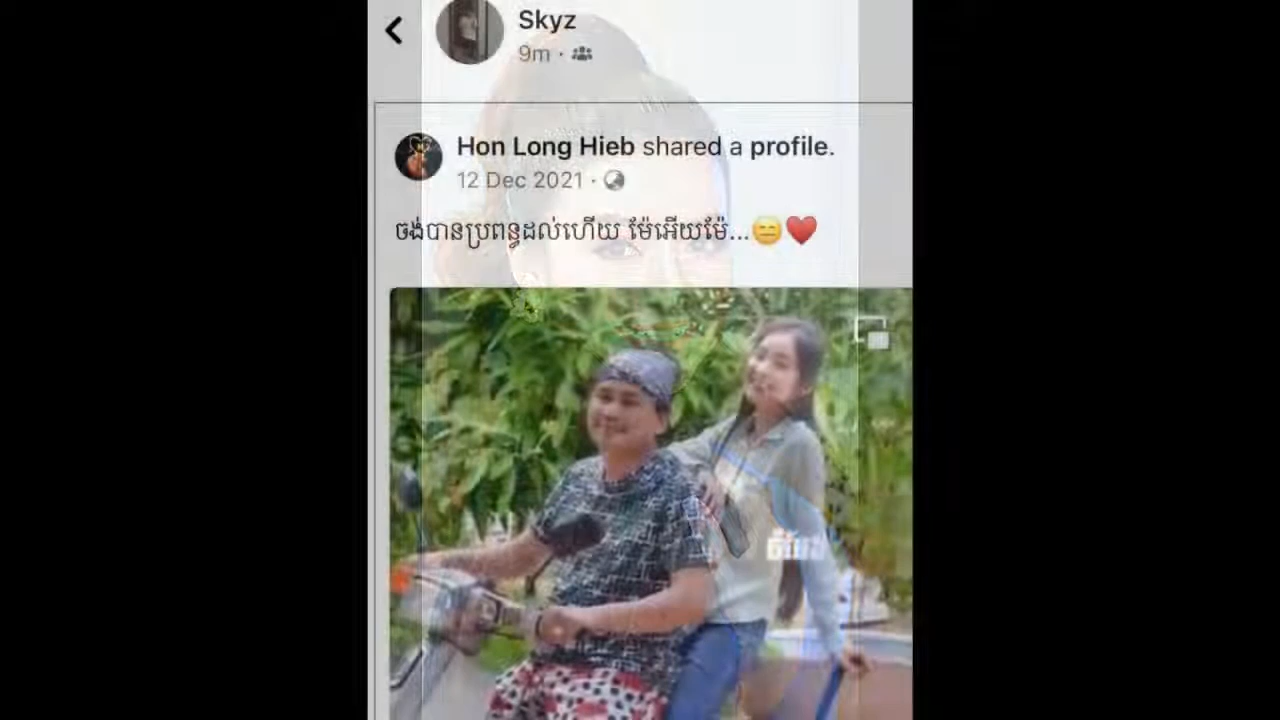 Skyz
9m ·
Hon Long Hieb shared a profile.
12 Dec 2021 ·
ចង់បានប្រពន្ធដល់ហើយ ម៉ែអើយម៉ែ...😑❤️